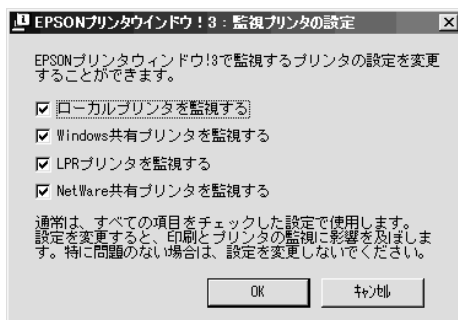 EPSONプリンタウインドウ!3:監視プリンタの設定
EPSONプリンタウィンドウ!3で監視するプリンタの設定を変更
することができます。
ローカルプリンタを監視する
Windows共有プリンタを監視する
LPRプリンタを監視する
NetWare共有プリンタを監視する
通常は、すべての項目をチェックした設定で使用します。
設定を変更すると、印刷とプリンタの監視に影響を及ぼしま
す。特に問題のない場合は、設定を変更しないでください。
OK
キャンセル